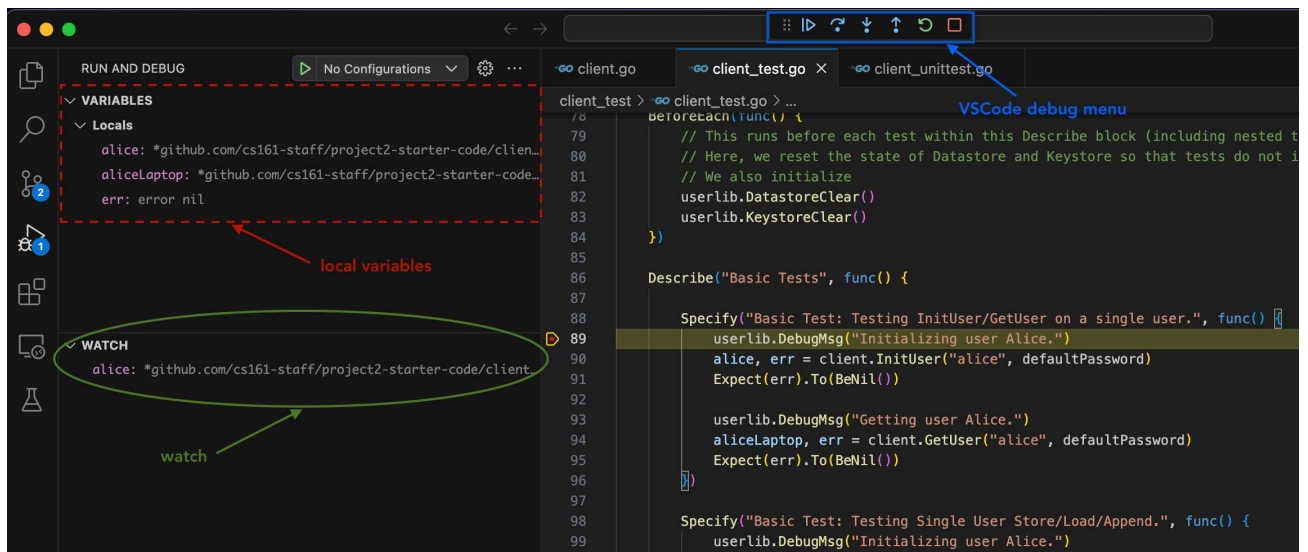 RUN AND DEBUG
No Configurations
VARIABLES
Locals
alice: *github.com/cs161-staff/project2-starter-code/clien…
aliceLaptop: *github.com/cs161-staff/project2-starter-code…
err: error nil
local variables
2
1
WATCH
alice: *github.com/cs161-staff/project2-starter-code/client…
watch
GO client.go
GO client_test.go
GO client_unittest.go
VSCode debug menu
client_test > GO client_test.go > ...
78 BeforeEach(func() {
79 // This runs before each test within this Describe block (including nested t
80 // Here, we reset the state of Datastore and Keystore so that tests do not i
81 // We also initialize
82 userlib.DatastoreClear()
83 userlib.KeystoreClear()
84 })
85
86 Describe("Basic Tests", func() {
87
88 Specify("Basic Test: Testing InitUser/GetUser on a single user.", func() {
89 userlib.DebugMsg("Initializing user Alice.")
90 alice, err = client.InitUser("alice", defaultPassword)
91 Expect(err).To(BeNil())
92
93 userlib.DebugMsg("Getting user Alice.")
94 aliceLaptop, err = client.GetUser("alice", defaultPassword)
95 Expect(err).To(BeNil())
96 })
97
98 Specify("Basic Test: Testing Single User Store/Load/Append.", func() {
99 userlib.DebugMsg("Initializing user Alice.")